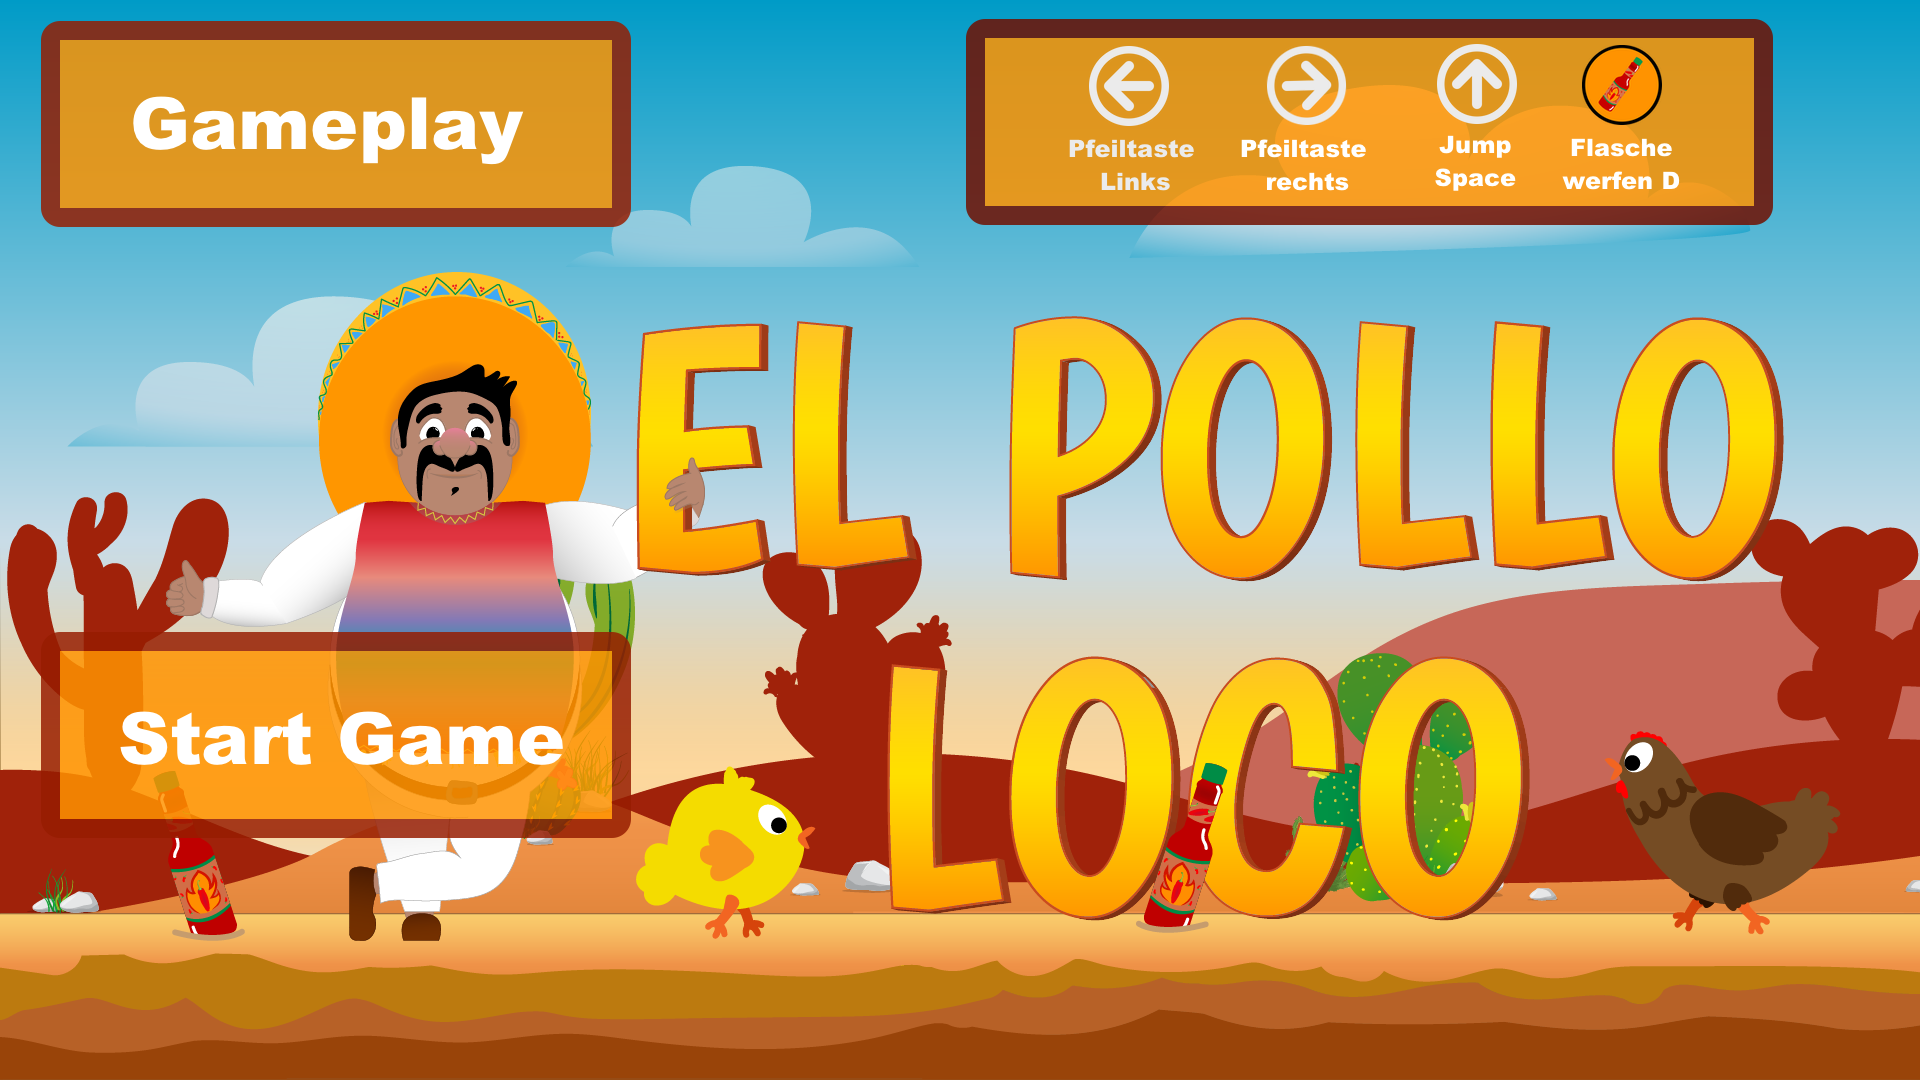 Gameplay
Pfeiltaste
Links
Pfeiltaste
rechts
Jump
Space
Flasche
werfen D
EL POLLO
LOCO
Start Game